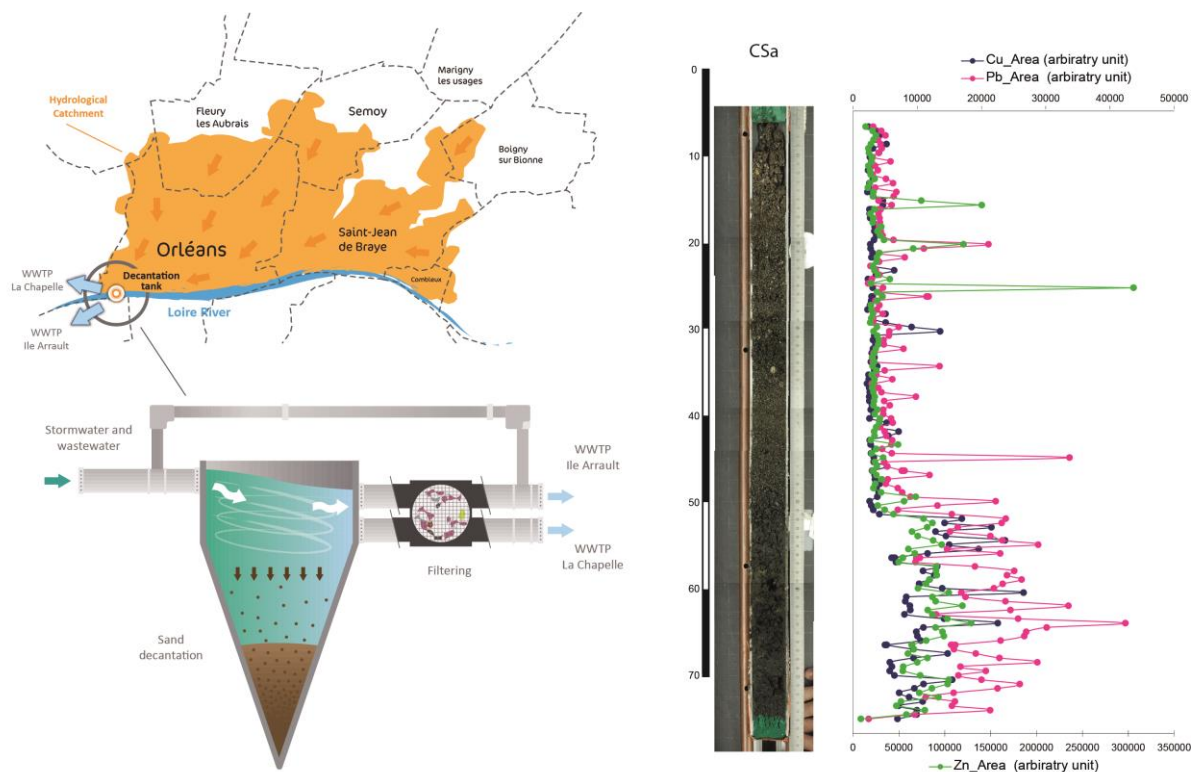 Hydrological
Catchment
Fleury
les Aubrais
Semoy
Marigny
les usages
Boigny
sur Bionne
Orléans
Saint-Jean
de Braye
Combleux
WWTP
La Chapelle
Decantation
tank
WWTP
Ile Arrault
Loire River
Stormwater and
wastewater
WWTP
Ile Arrault
WWTP
La Chapelle
Filtering
Sand
decantation
CSa
0
10
20
30
40
50
60
70
Cu_Area (arbiratry unit)
Pb_Area (arbiratry unit)
0 10000 20000 30000 40000 50000
0 50000 100000 150000 200000 250000 300000 350000
Zn_Area (arbiratry unit)